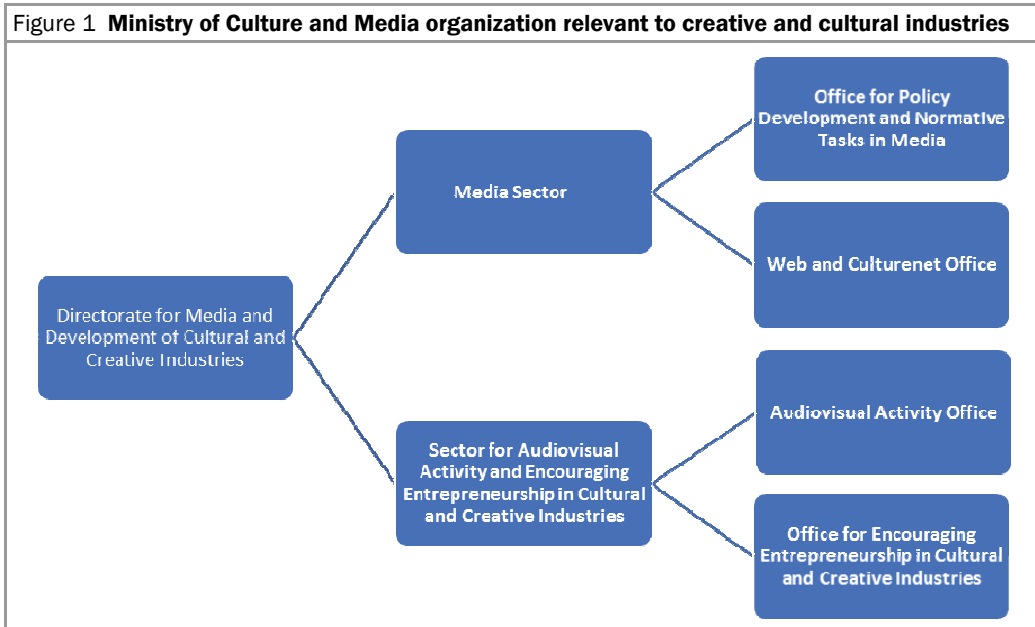 Figure 1 Ministry of Culture and Media organization relevant to creative and cultural industries
Directorate for Media and
Development of Cultural and
Creative Industries
Media Sector
Office for Policy
Development and Normative
Tasks in Media
Web and Culturenet Office
Sector for Audiovisual
Activity and Encouraging
Entrepreneurship in Cultural
and Creative Industries
Audiovisual Activity Office
Office for Encouraging
Entrepreneurship in Cultural
and Creative Industries